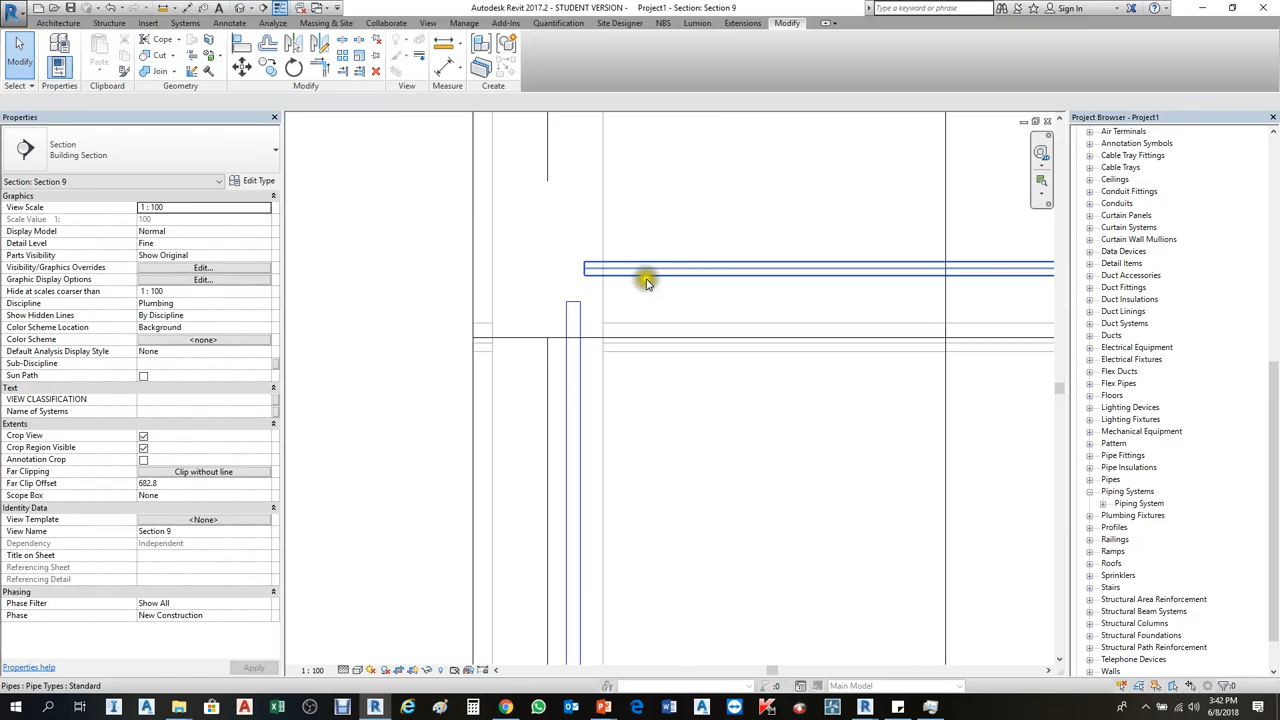 Autodesk Revit 2017.2 - STUDENT VERSION - Project1 - Section: Section 9
Type a keyword or phrase
Sign In
Architecture Structure Insert Systems Annotate Analyze Massing & Site Collaborate View Manage Add-Ins Quantification Site Designer NBS Lumion Extensions Modify
Modify
Paste
Cope
Cut
Join
Select Properties Clipboard Geometry Modify View Measure Create
Properties
Section
Building Section
Section: Section 9
Edit Type
Graphics
View Scale 1 : 100
Scale Value 1: 100
Display Model Normal
Detail Level Fine
Parts Visibility Show Original
Visibility/Graphics Overrides Edit...
Graphic Display Options Edit...
Hide at scales coarser than 1 : 100
Discipline Plumbing
Show Hidden Lines By Discipline
Color Scheme Location Background
Color Scheme <none>
Default Analysis Display Style None
Sub-Discipline
Sun Path
Text
VIEW CLASSIFICATION
Name of Systems
Extents
Crop View
Crop Region Visible
Annotation Crop
Far Clipping Clip without line
Far Clip Offset 682.8
Scope Box None
Identity Data
View Template <None>
View Name Section 9
Dependency Independent
Title on Sheet
Referencing Sheet
Referencing Detail
Phasing
Phase Filter Show All
Phase New Construction
Properties help
Apply
1 : 100
Project Browser - Project1
Air Terminals
Annotation Symbols
Cable Tray Fittings
Cable Trays
Ceilings
Conduit Fittings
Conduits
Curtain Panels
Curtain Systems
Curtain Wall Mullions
Data Devices
Detail Items
Duct Accessories
Duct Fittings
Duct Insulations
Duct Linings
Duct Systems
Ducts
Electrical Equipment
Electrical Fixtures
Flex Ducts
Flex Pipes
Floors
Lighting Devices
Lighting Fixtures
Mechanical Equipment
Pattern
Pipe Fittings
Pipe Insulations
Pipes
Piping Systems
Piping System
Plumbing Fixtures
Profiles
Railings
Ramps
Roofs
Sprinklers
Stairs
Structural Area Reinforcement
Structural Beam Systems
Structural Columns
Structural Foundations
Structural Path Reinforcement
Telephone Devices
Walls
Pipes : Pipe Types : Standard
:0
Main Model
:0
3:42 PM
6/8/2018